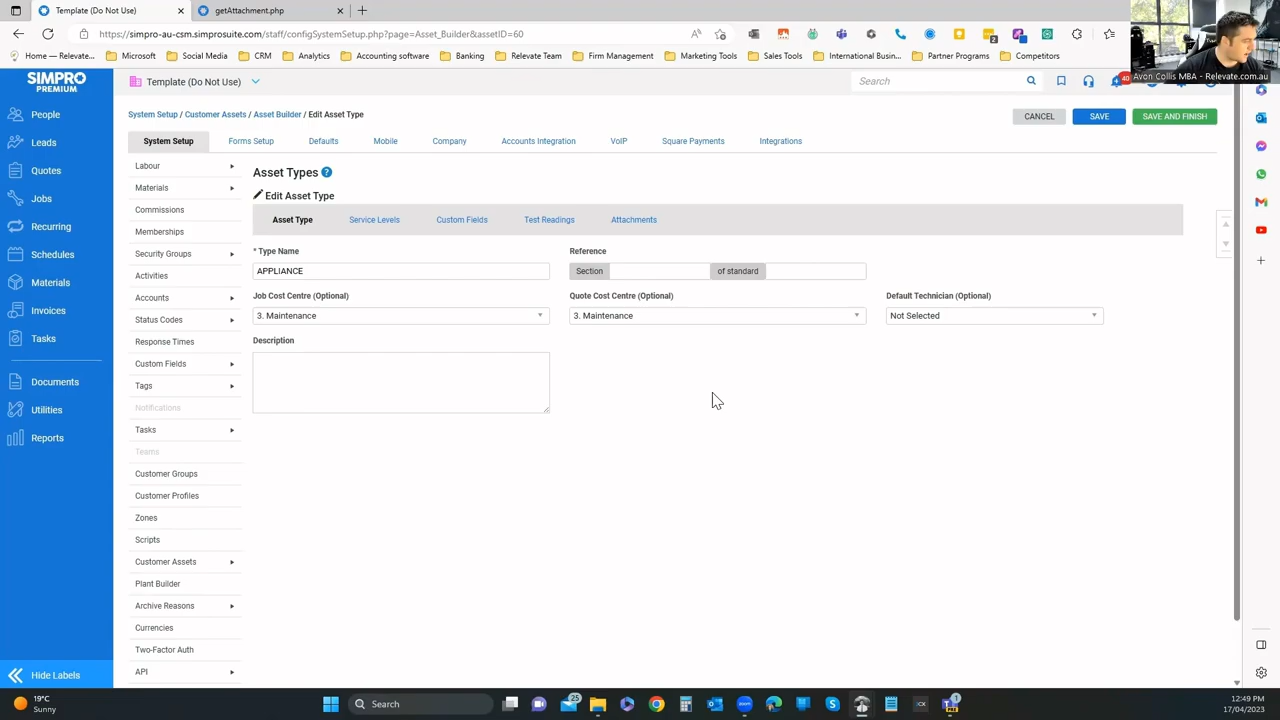 Template (Do Not Use)
getAttachment.php
https://simpro-au-csm.simprosuite.com/staff/configSystemSetup.php?page=Asset_Builder&assetID=60
Home – Relevate...
Microsoft
Social Media
CRM
Analytics
Accounting software
Banking
Relevate Team
Firm Management
Marketing Tools
Sales Tools
International Busin...
Partner Programs
Competitors
Avon Collis MBA - Relevate.com.au
SIMPRO
PREMIUM
Template (Do Not Use)
Search
40
People
Leads
Quotes
Jobs
Recurring
Schedules
Materials
Invoices
Tasks
Documents
Utilities
Reports
Hide Labels
System Setup / Customer Assets / Asset Builder / Edit Asset Type
CANCEL
SAVE
SAVE AND FINISH
System Setup
Forms Setup
Defaults
Mobile
Company
Accounts Integration
VoIP
Square Payments
Integrations
Labour
Materials
Commissions
Memberships
Security Groups
Activities
Accounts
Status Codes
Response Times
Custom Fields
Tags
Notifications
Tasks
Teams
Customer Groups
Customer Profiles
Zones
Scripts
Customer Assets
Plant Builder
Archive Reasons
Currencies
Two-Factor Auth
API
Asset Types ?
Edit Asset Type
Asset Type
Service Levels
Custom Fields
Test Readings
Attachments
* Type Name
APPLIANCE
Reference
Section
of standard
Job Cost Centre (Optional)
3. Maintenance
Quote Cost Centre (Optional)
3. Maintenance
Default Technician (Optional)
Not Selected
Description
19°C
Sunny
Search
25
1
12:49 PM
17/04/2023